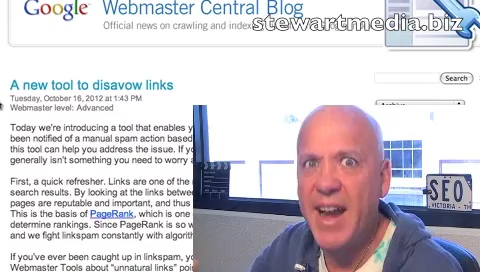 Google Webmaster Central Blog
Official news on crawling and index
stewartmedia.biz
A new tool to disavow links
Tuesday, October 16, 2012 at 1:43 PM
Webmaster level: Advanced
Search
Archive
Today we're introducing a tool that enables
been notified of a manual spam action based
this tool can help you address the issue. If
generally isn't something you need to worry
First, a quick refresher. Links are one of the
search results. By looking at the links between
pages are reputable and important, and thus
This is the basis of PageRank, which is one
determine rankings. Since PageRank is so
and we fight linkspam constantly with
If you've ever been caught up in linkspam,
Webmaster Tools about "unnatural links"
SEO
VICTORIA